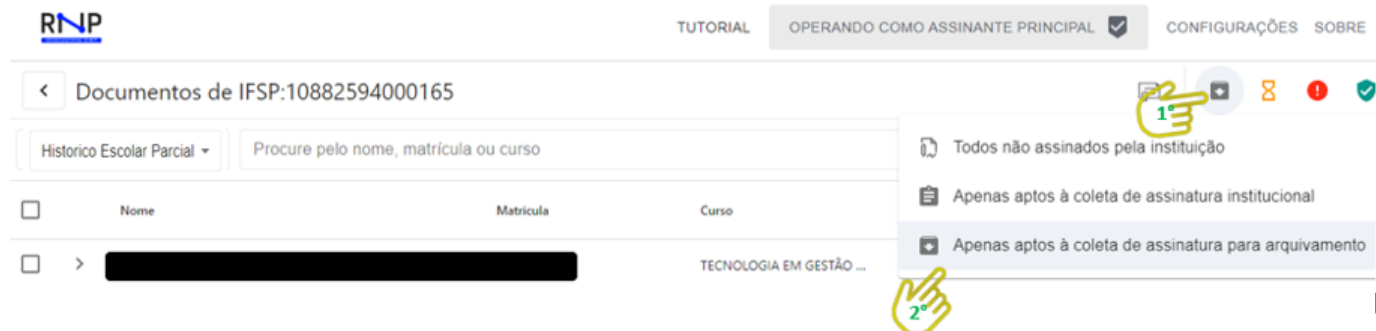 RNP
TUTORIAL OPERANDO COMO ASSINANTE PRINCIPAL CONFIGURAÇÕES SOBRE
Documentos de IFSP:10882594000165
1º
Historico Escolar Parcial Procure pelo nome, matrícula ou curso
Todos não assinados pela instituição
Apenas aptos à coleta de assinatura institucional
Nome Matricula Curso
Apenas aptos à coleta de assinatura para arquivamento
TECNOLOGIA EM GESTÃO ...
2º